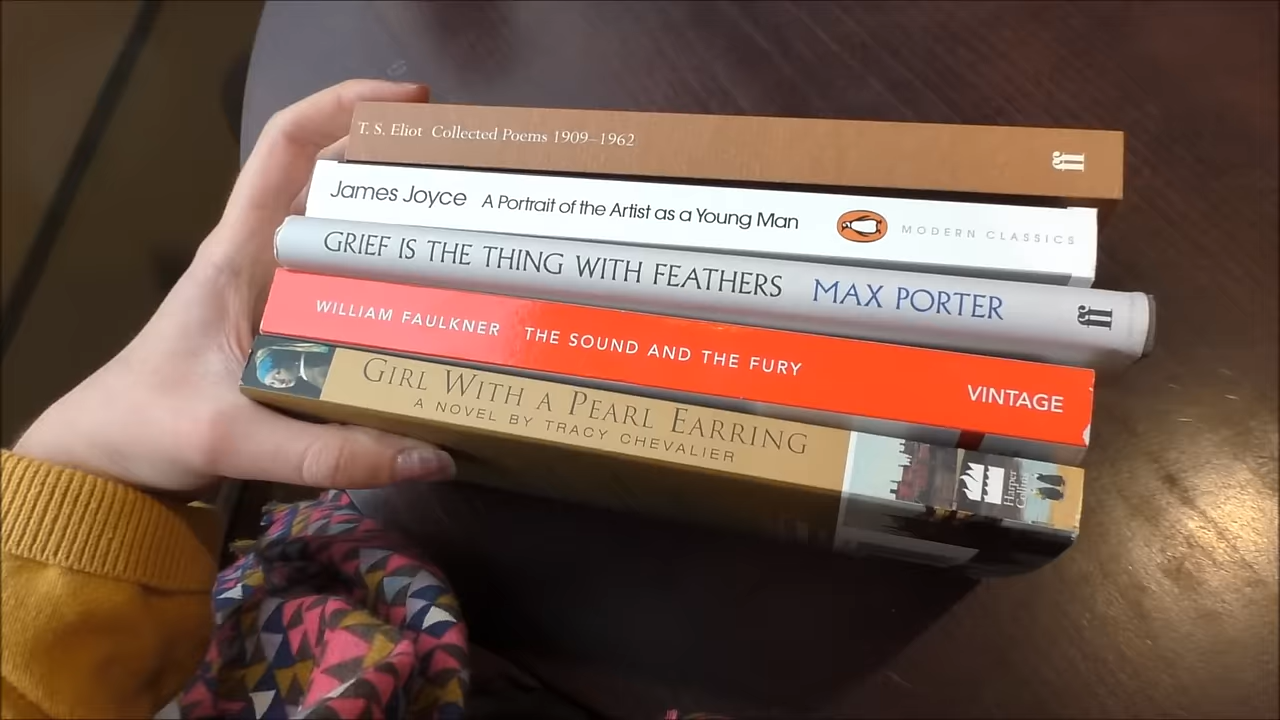 T. S. Eliot Collected Poems 1909–1962 ff
James Joyce A Portrait of the Artist as a Young Man MODERN CLASSICS
GRIEF IS THE THING WITH FEATHERS MAX PORTER ff
WILLIAM FAULKNER THE SOUND AND THE FURY VINTAGE
GIRL WITH A PEARL EARRING
A NOVEL BY TRACY CHEVALIER
Harper
Collins